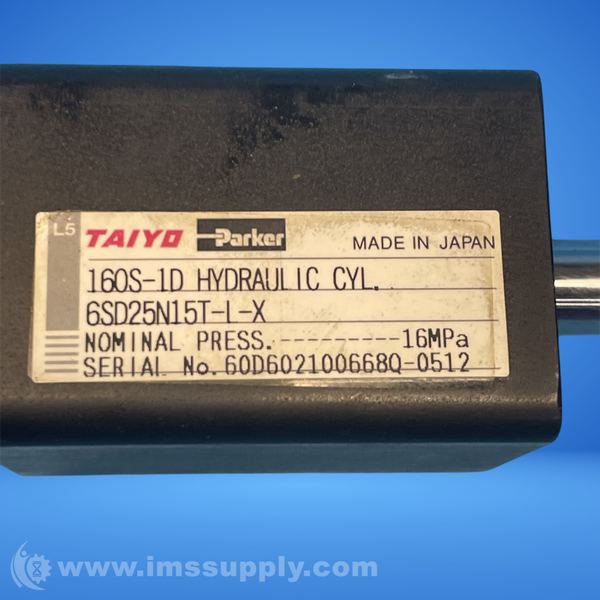 L5 TAIYO Parker MADE IN JAPAN
160S-1D HYDRAULIC CYL.
6SD25N15T-L-X
NOMINAL PRESS.----------16MPa
SERIAL No.60D602100668Q-0512
www.imssupply.com